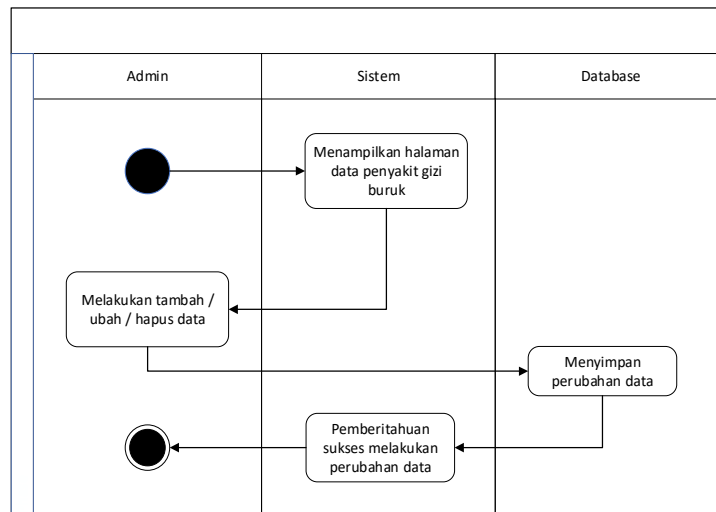 Admin
Sistem
Database
Menampilkan halaman
data penyakit gizi
buruk
Melakukan tambah /
ubah / hapus data
Menyimpan
perubahan data
Pemberitahuan
sukses melakukan
perubahan data